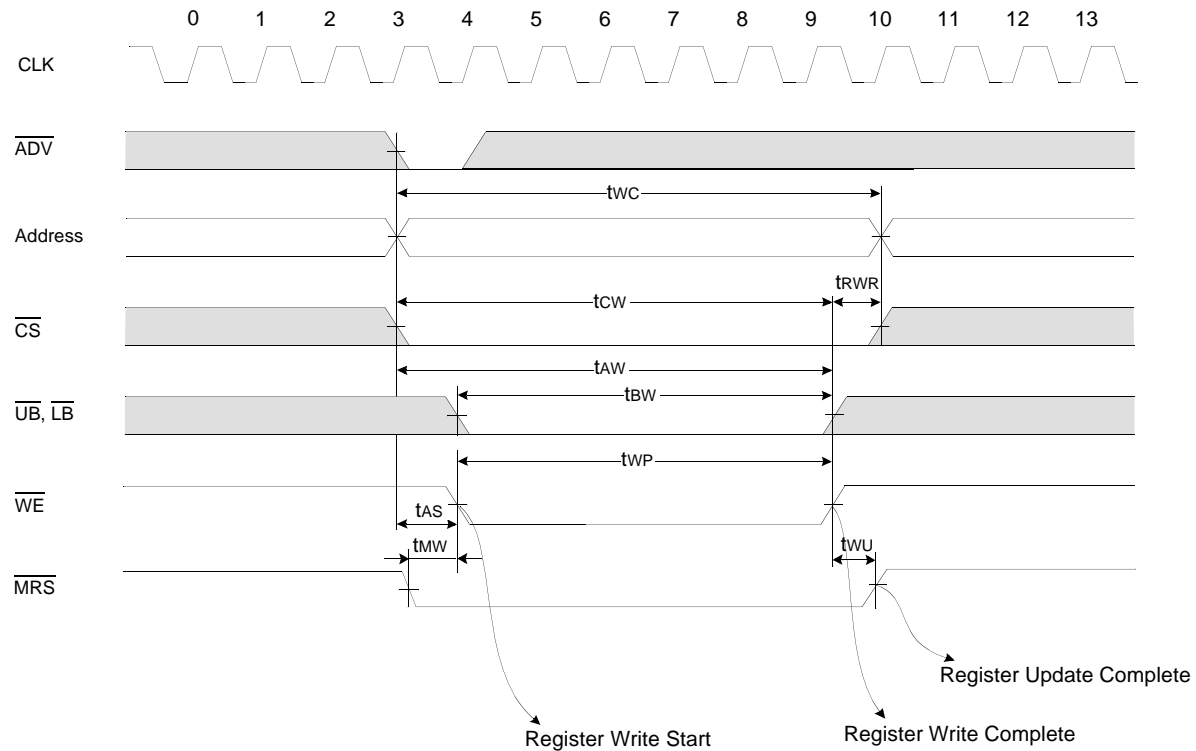 0 1 2 3 4 5 6 7 8 9 10 11 12 13
CLK
ADV
tWC
Address
tRWR
tCW
CS
tAW
tBW
UB, LB
tWP
WE
tAS
tMW
tWU
MRS
Register Update Complete
Register Write Start
Register Write Complete